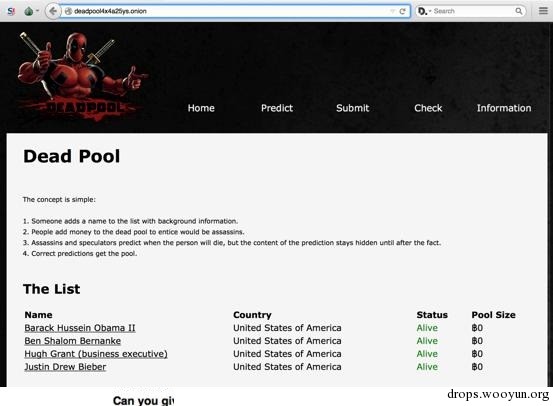 deadpool4x4a25ys.onion
Search
DEADPOOL
Home Predict Submit Check Information
Dead Pool
The concept is simple:
1. Someone adds a name to the list with background information.
2. People add money to the dead pool to entice would be assassins.
3. Assassins and speculators predict when the person will die, but the content of the prediction stays hidden until after the fact.
4. Correct predictions get the pool.
The List
Name Country Status Pool Size
Barack Hussein Obama II United States of America Alive ฿0
Ben Shalom Bernanke United States of America Alive ฿0
Hugh Grant (business executive) United States of America Alive ฿0
Justin Drew Bieber United States of America Alive ฿0
drops.wooyun.org
Can you